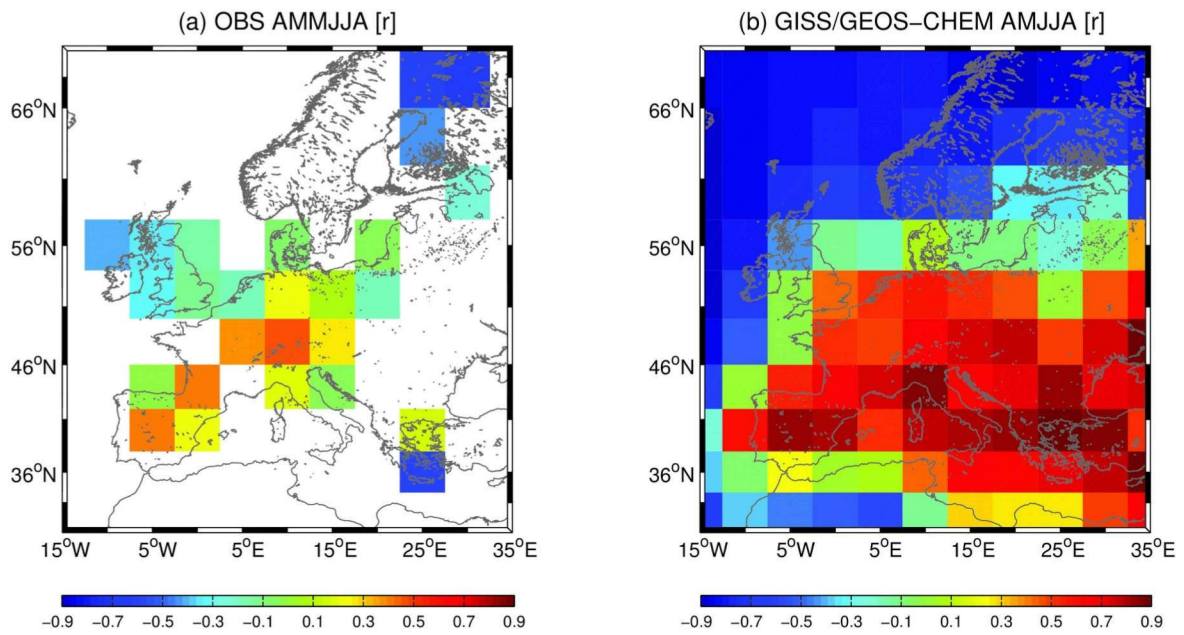 (a) OBS AMMJJA [r]
66°N
56°N
46°N
36°N
15°W 5°W 5°E 15°E 25°E 35°E
−0.9 −0.7 −0.5 −0.3 −0.1 0.1 0.3 0.5 0.7 0.9
(b) GISS/GEOS−CHEM AMJJA [r]
66°N
56°N
46°N
36°N
15°W 5°W 5°E 15°E 25°E 35°E
−0.9 −0.7 −0.5 −0.3 −0.1 0.1 0.3 0.5 0.7 0.9